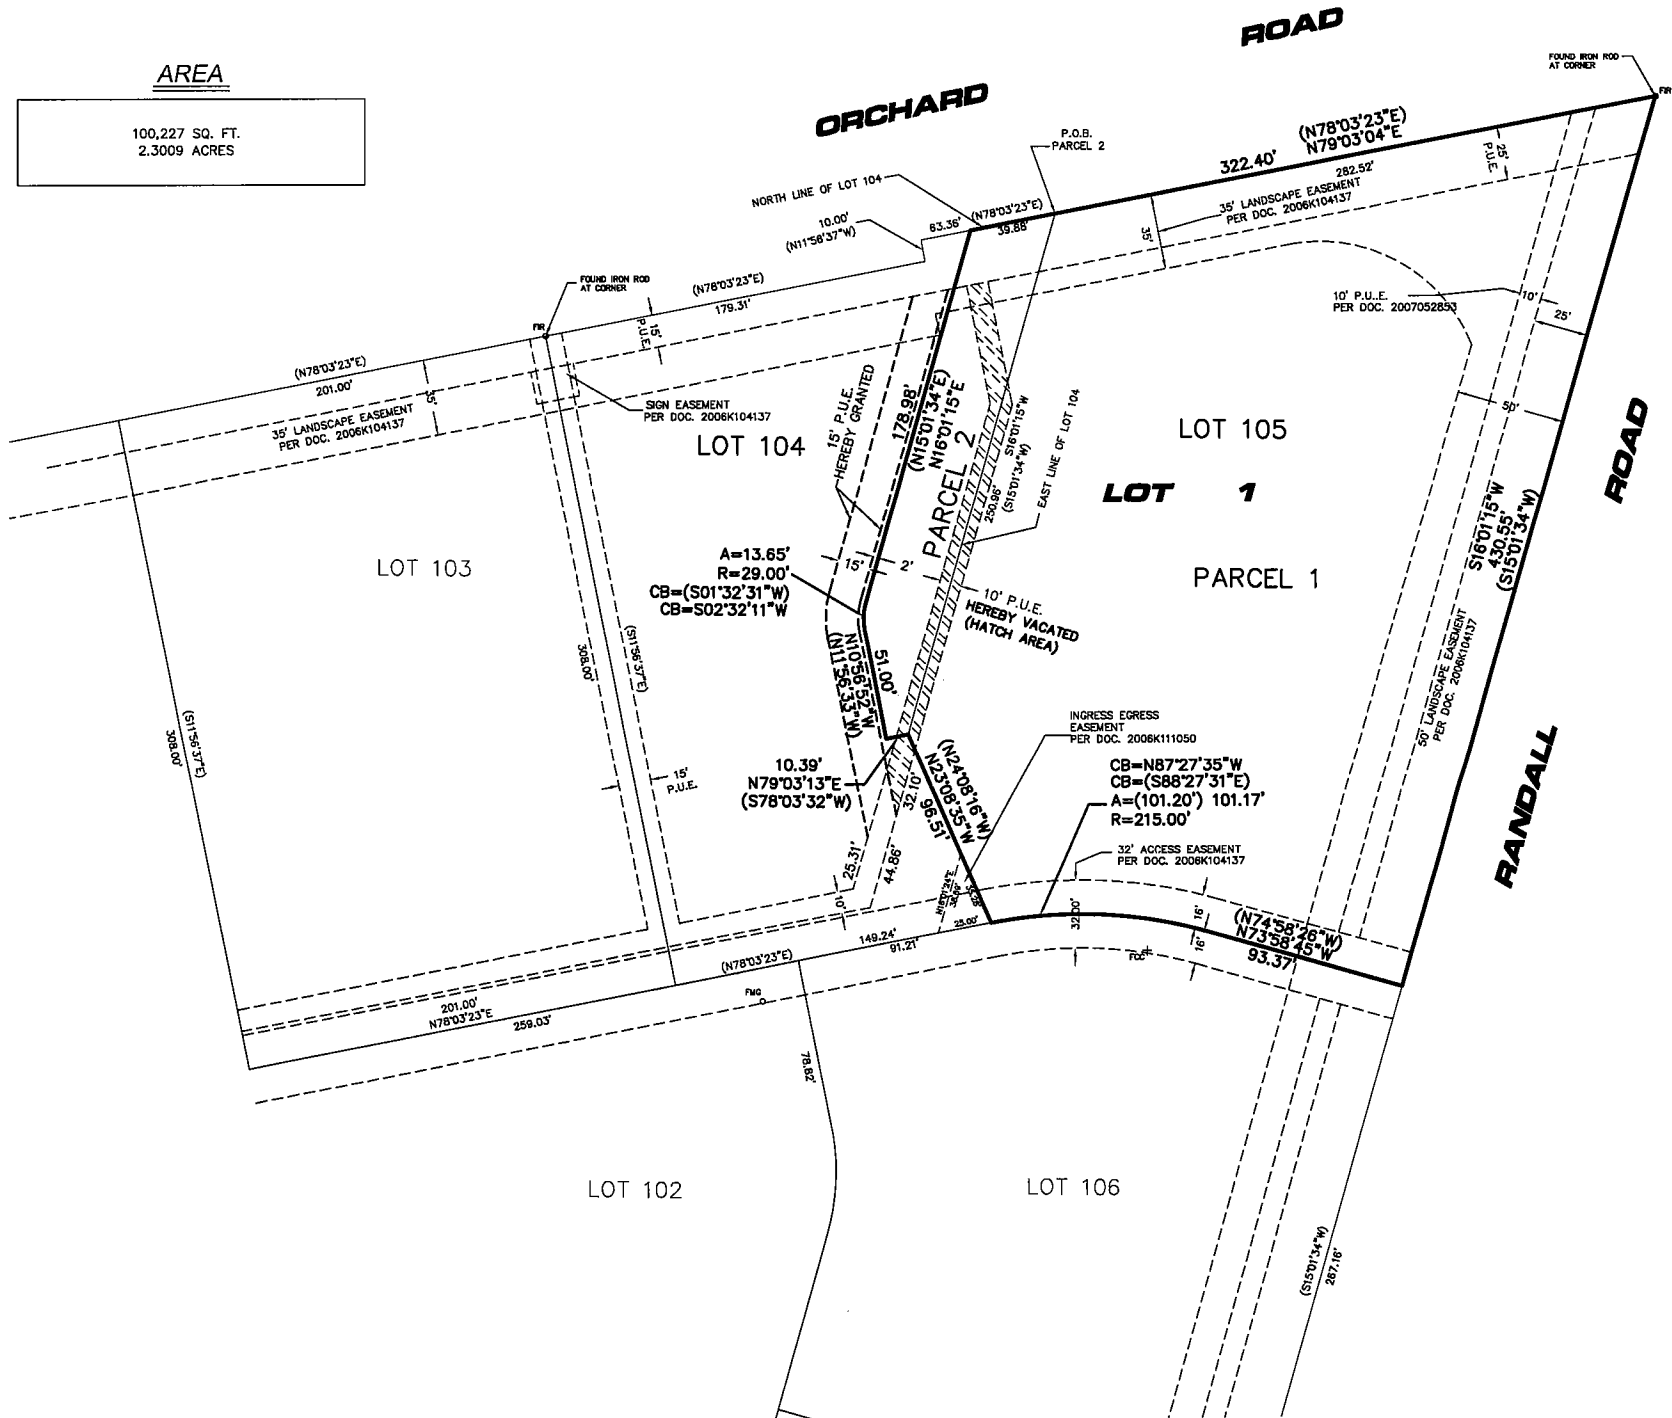 AREA
100,227 SQ. FT.
2.3009 ACRES
ORCHARD
ROAD
FOUND IRON ROD
AT CORNER
FIR
P.O.B.
PARCEL 2
(N78°03'23"E)
N79°03'04"E
322.40'
282.52'
25'
P.U.E.
NORTH LINE OF LOT 104
10.00'
(N11°56'37"W)
63.36'
(N78°03'23"E)
39.88'
35'
35' LANDSCAPE EASEMENT
PER DOC. 2006K104137
FOUND IRON ROD
AT CORNER
FIR
(N78°03'23"E)
179.31'
15'
P.U.E.
10' P.U..E.
PER DOC. 2007052853
10'
25'
(N78°03'23"E)
201.00'
35'
35' LANDSCAPE EASEMENT
PER DOC. 2006K104137
SIGN EASEMENT
PER DOC. 2006K104137
LOT 104
15' P.U.E.
HEREBY GRANTED
178.98'
(N15°01'34"E)
N16°01'15"E
PARCEL 2
250.96'
(S15°01'34"W)
S16°01'15"W
EAST LINE OF LOT 104
LOT 105
LOT 1
PARCEL 1
50'
ROAD
S16°01'15"W
430.55'
(S15°01'34"W)
LOT 103
A=13.65'
R=29.00'
CB=(S01°32'31"W)
CB=S02°32'11"W
15'
2'
10' P.U.E.
HEREBY VACATED
(HATCH AREA)
51.00'
N10°56'52"W
(N11°56'33"W)
308.00'
(S11°56'37"E)
(S11°56'37"E)
308.00'
50' LANDSCAPE EASEMENT
PER DOC. 2006K104137
INGRESS EGRESS
EASEMENT
PER DOC. 2006K111050
10.39'
N79°03'13"E
(S78°03'32"W)
15'
P.U.E.
32.10'
(N24°08'16"W)
N23°08'35"W
96.51'
CB=N87°27'35"W
CB=(S88°27'31"E)
A=(101.20') 101.17'
R=215.00'
32' ACCESS EASEMENT
PER DOC. 2006K104137
RANDALL
25.31'
44.86'
10'
25.00'
32.00'
16'
16'
(N74°58'26"W)
N73°58'45"W
93.37'
149.24'
91.21'
(N78°03'23"E)
FCC
FMG
201.00'
N78°03'23"E
259.03'
78.82'
LOT 102
LOT 106
(S15°01'34"W)
267.16'